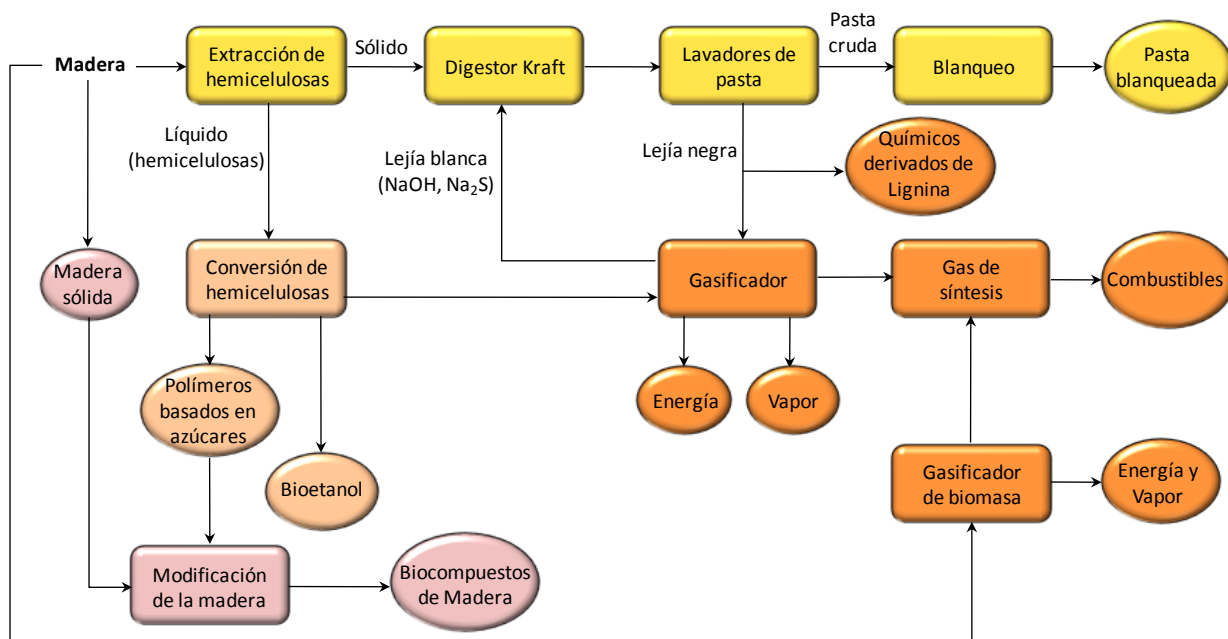 Madera
Extracción de
hemicelulosas
Sólido
Digestor Kraft
Lavadores de
pasta
Pasta
cruda
Blanqueo
Pasta
blanqueada
Líquido
(hemicelulosas)
Lejía blanca
(NaOH, Na₂S)
Lejía negra
Químicos
derivados de
Lignina
Madera
sólida
Conversión de
hemicelulosas
Gasificador
Gas de
síntesis
Combustibles
Polímeros
basados en
azúcares
Energía
Vapor
Bioetanol
Gasificador
de biomasa
Energía y
Vapor
Modificación
de la madera
Biocompuestos
de Madera